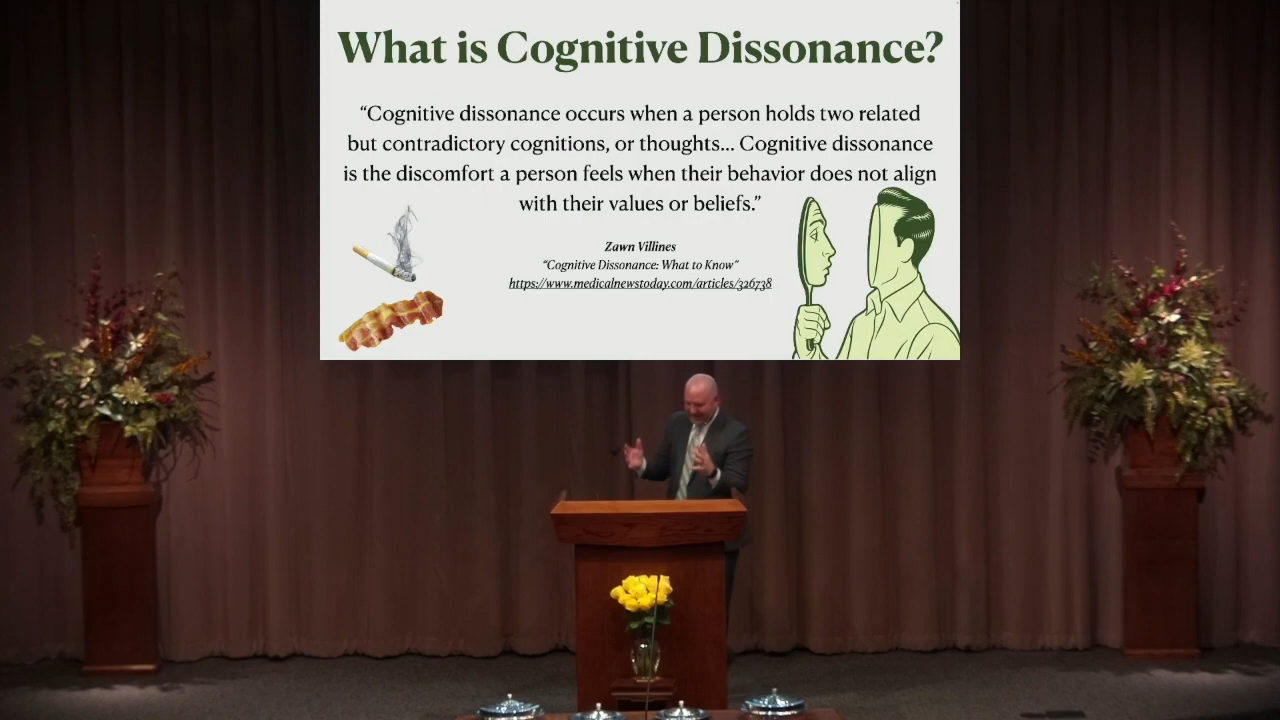 What is Cognitive Dissonance?
“Cognitive dissonance occurs when a person holds two related
but contradictory cognitions, or thoughts... Cognitive dissonance
is the discomfort a person feels when their behavior does not align
with their values or beliefs.”
Zawn Villines
“Cognitive Dissonance: What to Know”
https://www.medicalnewstoday.com/articles/326738